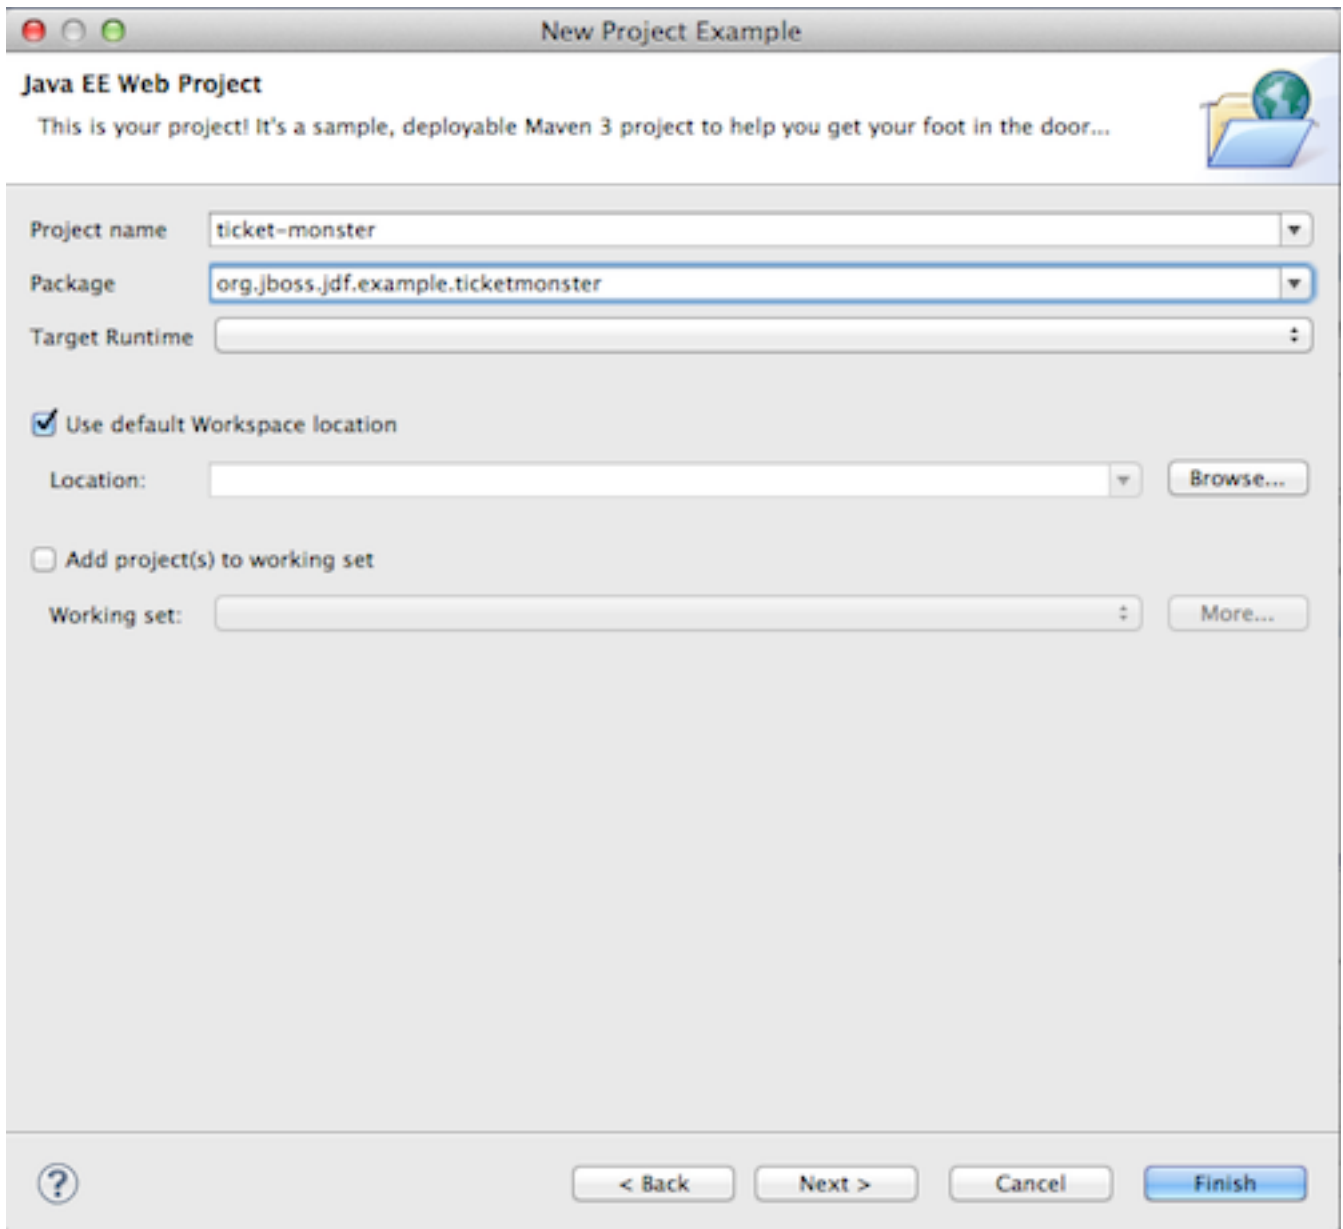 New Project Example
Java EE Web Project
This is your project! It's a sample, deployable Maven 3 project to help you get your foot in the door...
Project name ticket-monster
Package org.jboss.jdf.example.ticketmonster
Target Runtime
Use default Workspace location
Location: Browse...
Add project(s) to working set
Working set: More...
? < Back Next > Cancel Finish